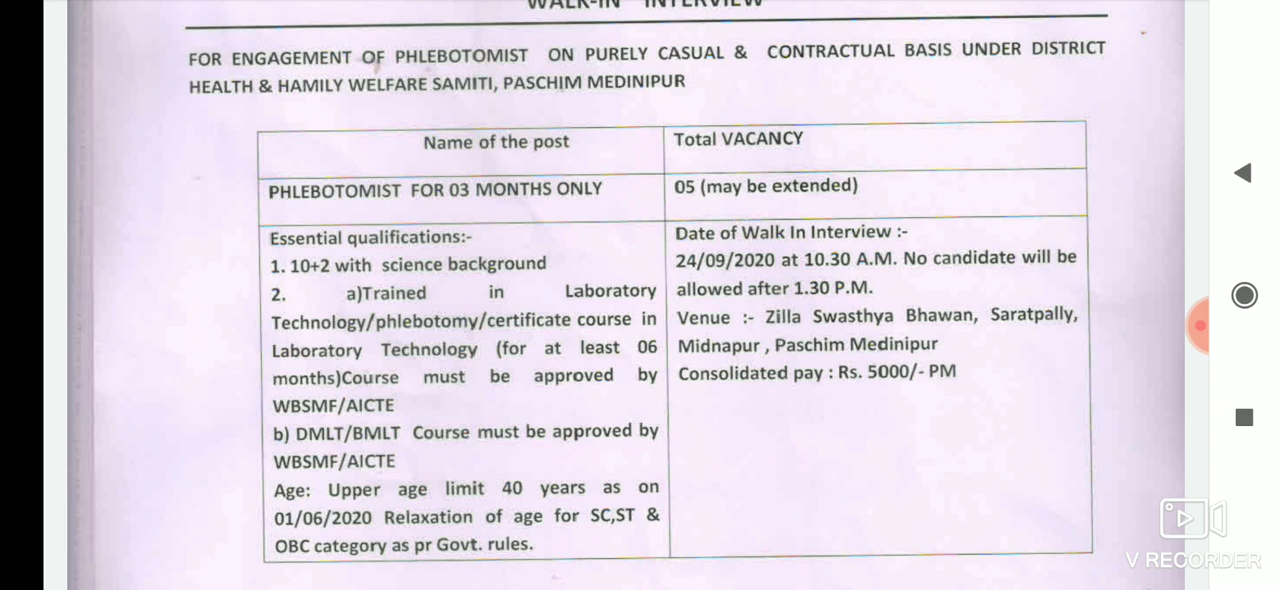 WALK-IN INTERVIEW
FOR ENGAGEMENT OF PHLEBOTOMIST ON PURELY CASUAL & CONTRACTUAL BASIS UNDER DISTRICT
HEALTH & HAMILY WELFARE SAMITI, PASCHIM MEDINIPUR
Name of the post
Total VACANCY
PHLEBOTOMIST FOR 03 MONTHS ONLY
05 (may be extended)
Essential qualifications:-
1. 10+2 with science background
2. a)Trained in Laboratory
Technology/phlebotomy/certificate course in
Laboratory Technology (for at least 06
months)Course must be approved by
WBSMF/AICTE
b) DMLT/BMLT Course must be approved by
WBSMF/AICTE
Age: Upper age limit 40 years as on
01/06/2020 Relaxation of age for SC,ST &
OBC category as pr Govt. rules.
Date of Walk In Interview :-
24/09/2020 at 10.30 A.M. No candidate will be
allowed after 1.30 P.M.
Venue :- Zilla Swasthya Bhawan, Saratpally,
Midnapur , Paschim Medinipur
Consolidated pay : Rs. 5000/- PM
V RECORDER